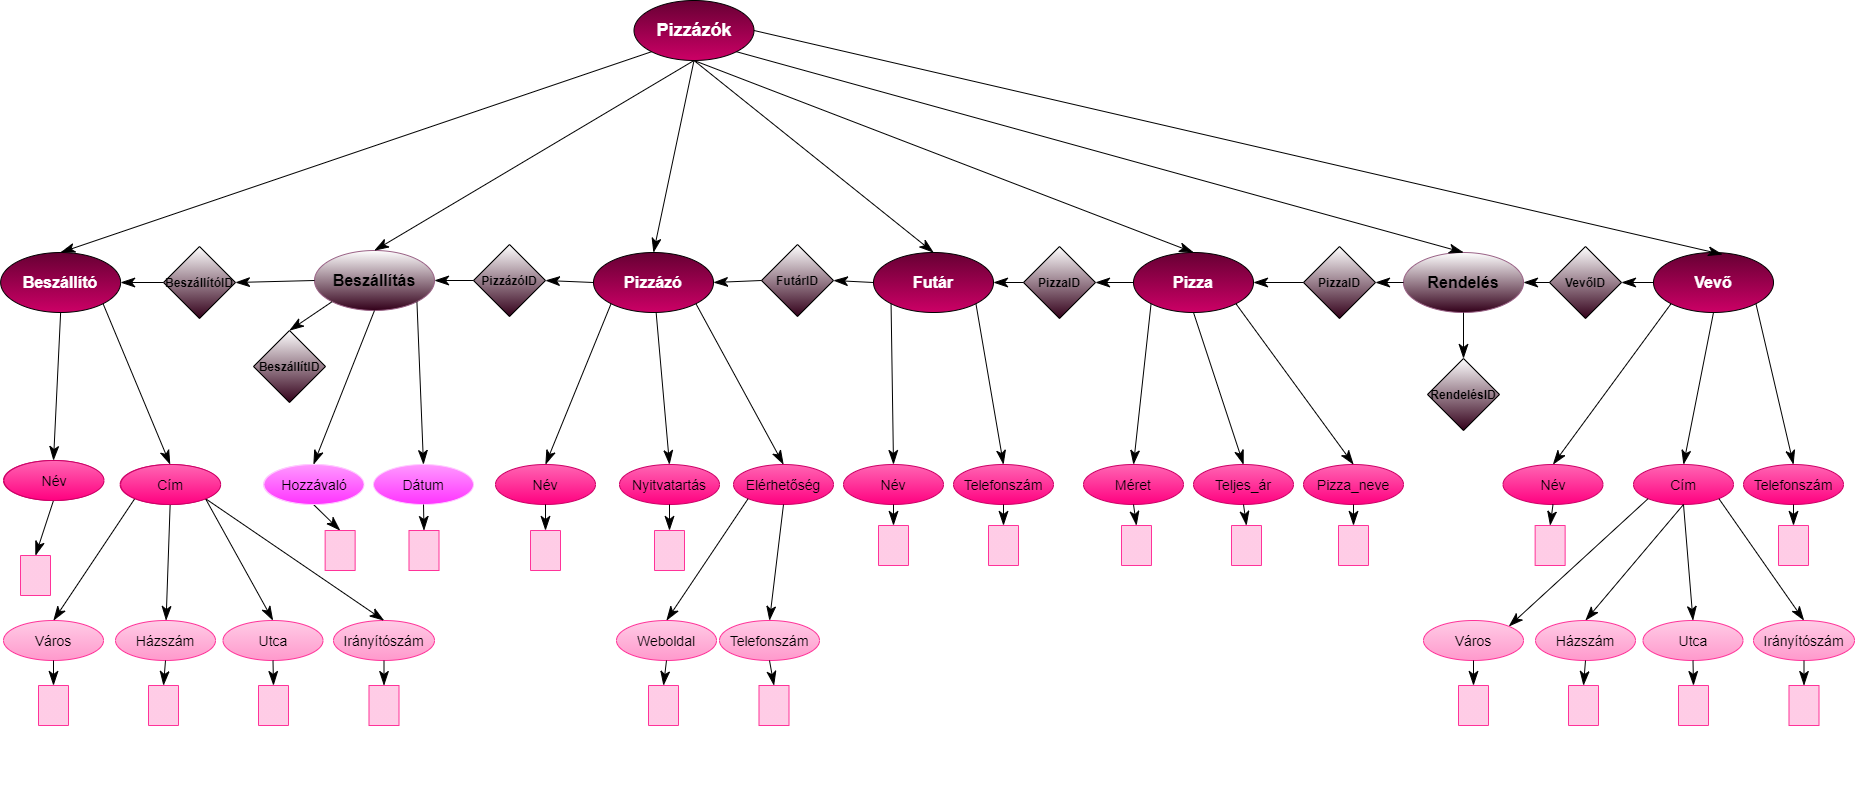 Pizzázók
Beszállító
BeszállítóID
Beszállítás
PizzázóID
Pizzázó
FutárID
Futár
PizzaID
Pizza
PizzaID
Rendelés
VevőID
Vevő
BeszállítID
RendelésID
Név
Cím
Hozzávaló
Dátum
Név
Nyitvatartás
Elérhetőség
Név
Telefonszám
Méret
Teljes_ár
Pizza_neve
Név
Cím
Telefonszám
Város
Házszám
Utca
Irányítószám
Weboldal
Telefonszám
Város
Házszám
Utca
Irányítószám